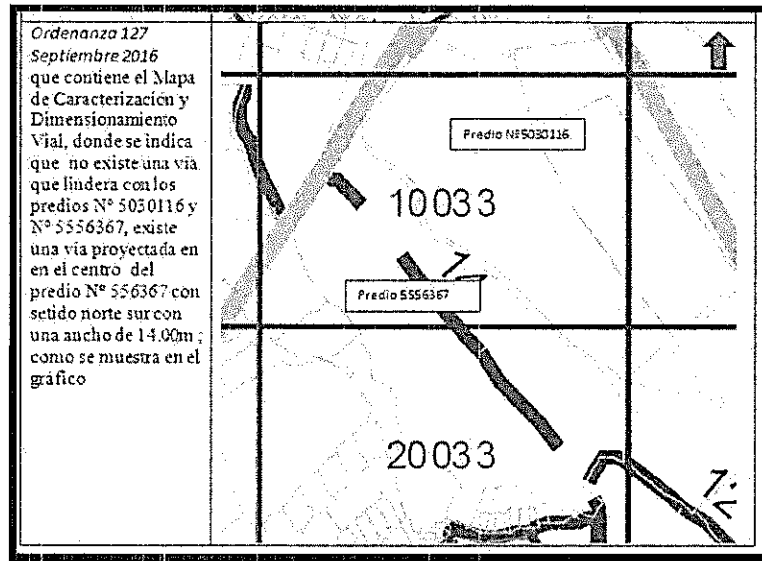 Ordenanza 127
Septiembre 2016
que contiene el Mapa
de Caracterización y
Dimensionamiento
Vial, donde se indica
que no existe una vía
que lindera con los
predios Nº 5030116 y
Nº 5556367, existe
una vía proyectada en
en el centro del
predio Nº 556367 con
setido norte sur con
una ancho de 14.00m ;
como se muestra en el
gráfico
Predio Nº5030116
10033
Predio 5556367
20033
12